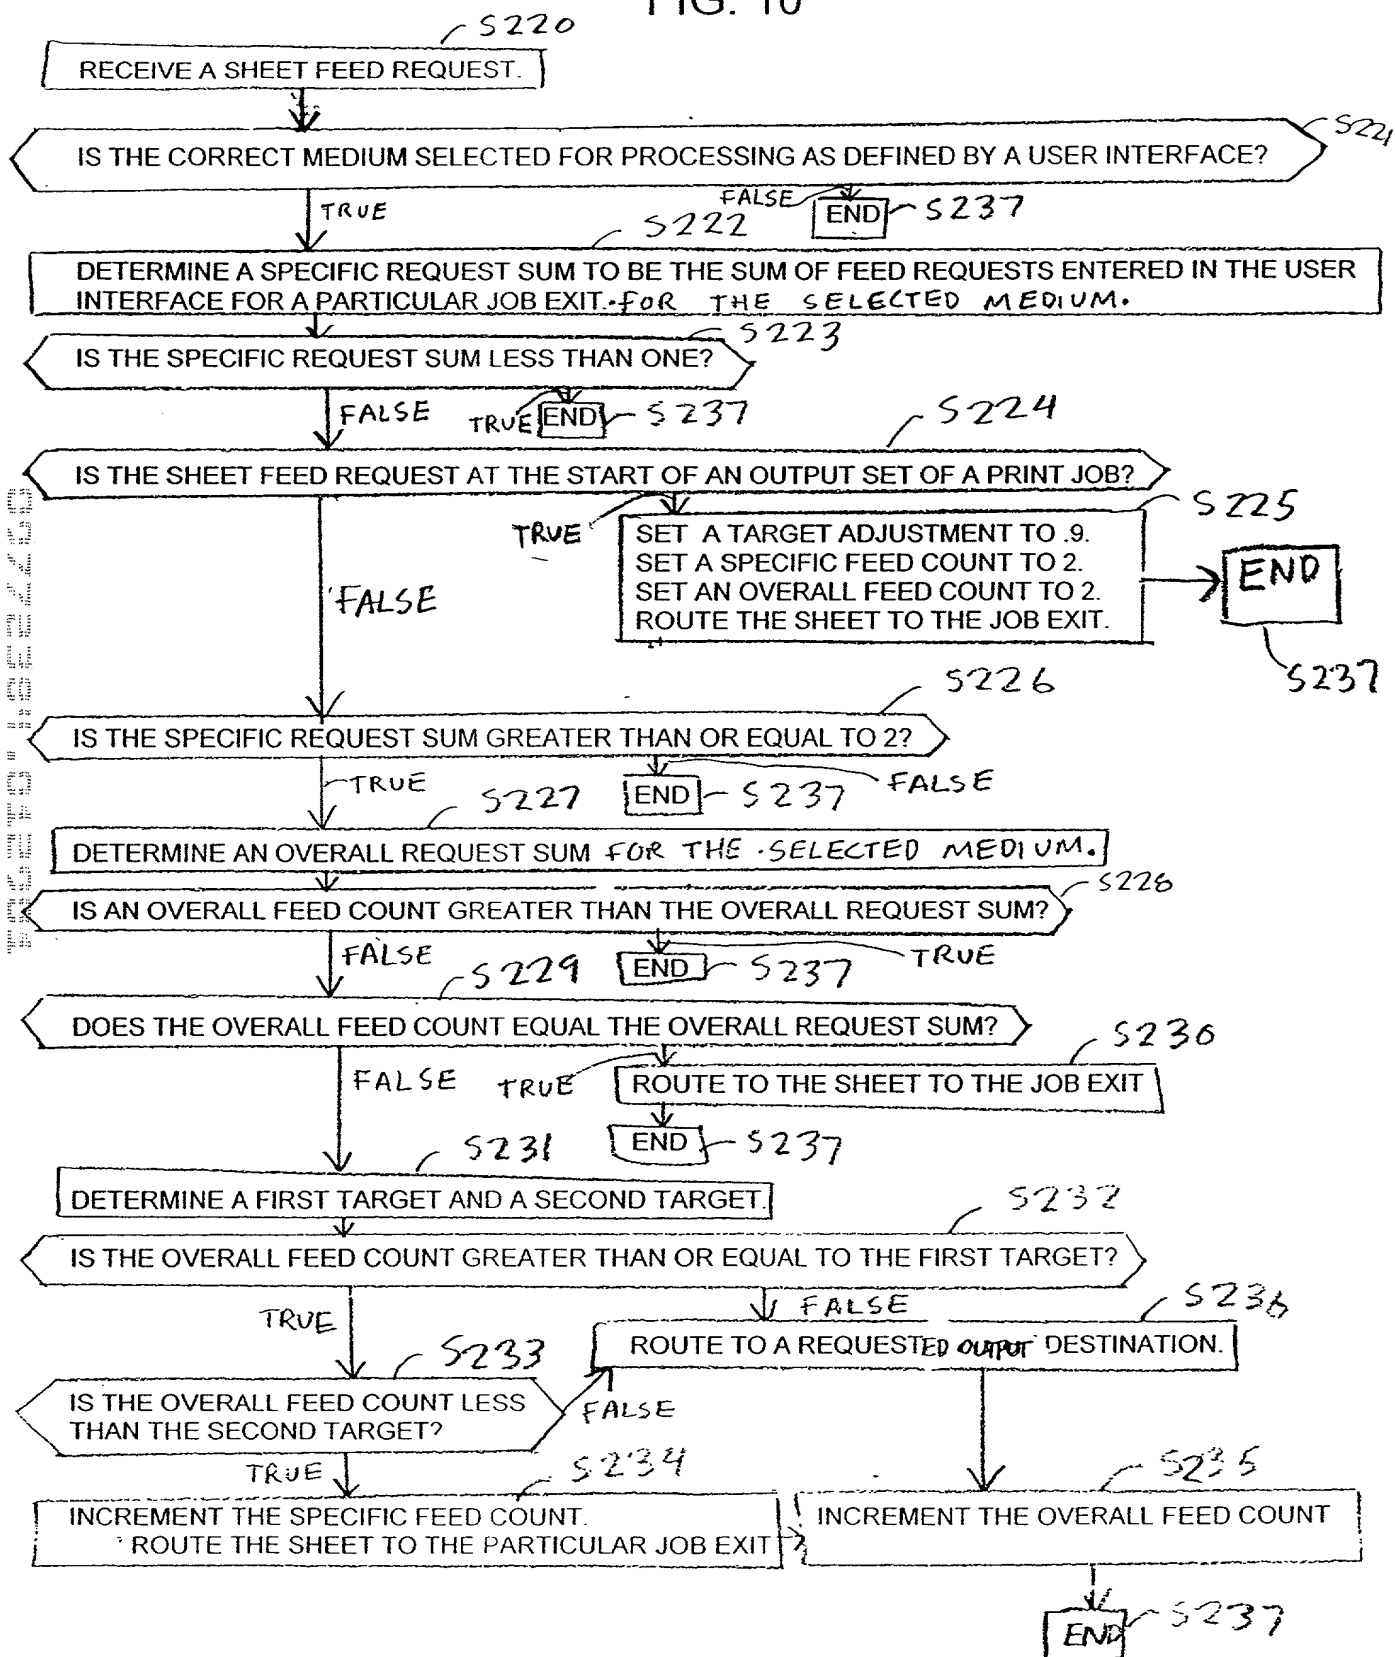 FIG. 10
S220
RECEIVE A SHEET FEED REQUEST.
S221
IS THE CORRECT MEDIUM SELECTED FOR PROCESSING AS DEFINED BY A USER INTERFACE?
TRUE
FALSE
END
S237
S222
DETERMINE A SPECIFIC REQUEST SUM TO BE THE SUM OF FEED REQUESTS ENTERED IN THE USER
INTERFACE FOR A PARTICULAR JOB EXIT. FOR THE SELECTED MEDIUM.
S223
IS THE SPECIFIC REQUEST SUM LESS THAN ONE?
FALSE
TRUE
END
S237
S224
IS THE SHEET FEED REQUEST AT THE START OF AN OUTPUT SET OF A PRINT JOB?
TRUE
S225
SET A TARGET ADJUSTMENT TO .9.
SET A SPECIFIC FEED COUNT TO 2.
SET AN OVERALL FEED COUNT TO 2.
ROUTE THE SHEET TO THE JOB EXIT.
END
S237
FALSE
S226
IS THE SPECIFIC REQUEST SUM GREATER THAN OR EQUAL TO 2?
TRUE
FALSE
END
S237
S227
DETERMINE AN OVERALL REQUEST SUM FOR THE SELECTED MEDIUM.
S228
IS AN OVERALL FEED COUNT GREATER THAN THE OVERALL REQUEST SUM?
FALSE
TRUE
END
S237
S229
DOES THE OVERALL FEED COUNT EQUAL THE OVERALL REQUEST SUM?
FALSE
TRUE
S230
ROUTE TO THE SHEET TO THE JOB EXIT
END
S237
S231
DETERMINE A FIRST TARGET AND A SECOND TARGET.
S232
IS THE OVERALL FEED COUNT GREATER THAN OR EQUAL TO THE FIRST TARGET?
TRUE
FALSE
S236
ROUTE TO A REQUESTED OUTPUT DESTINATION.
S233
IS THE OVERALL FEED COUNT LESS
THAN THE SECOND TARGET?
FALSE
TRUE
S234
INCREMENT THE SPECIFIC FEED COUNT.
ROUTE THE SHEET TO THE PARTICULAR JOB EXIT
S235
INCREMENT THE OVERALL FEED COUNT
END
S237